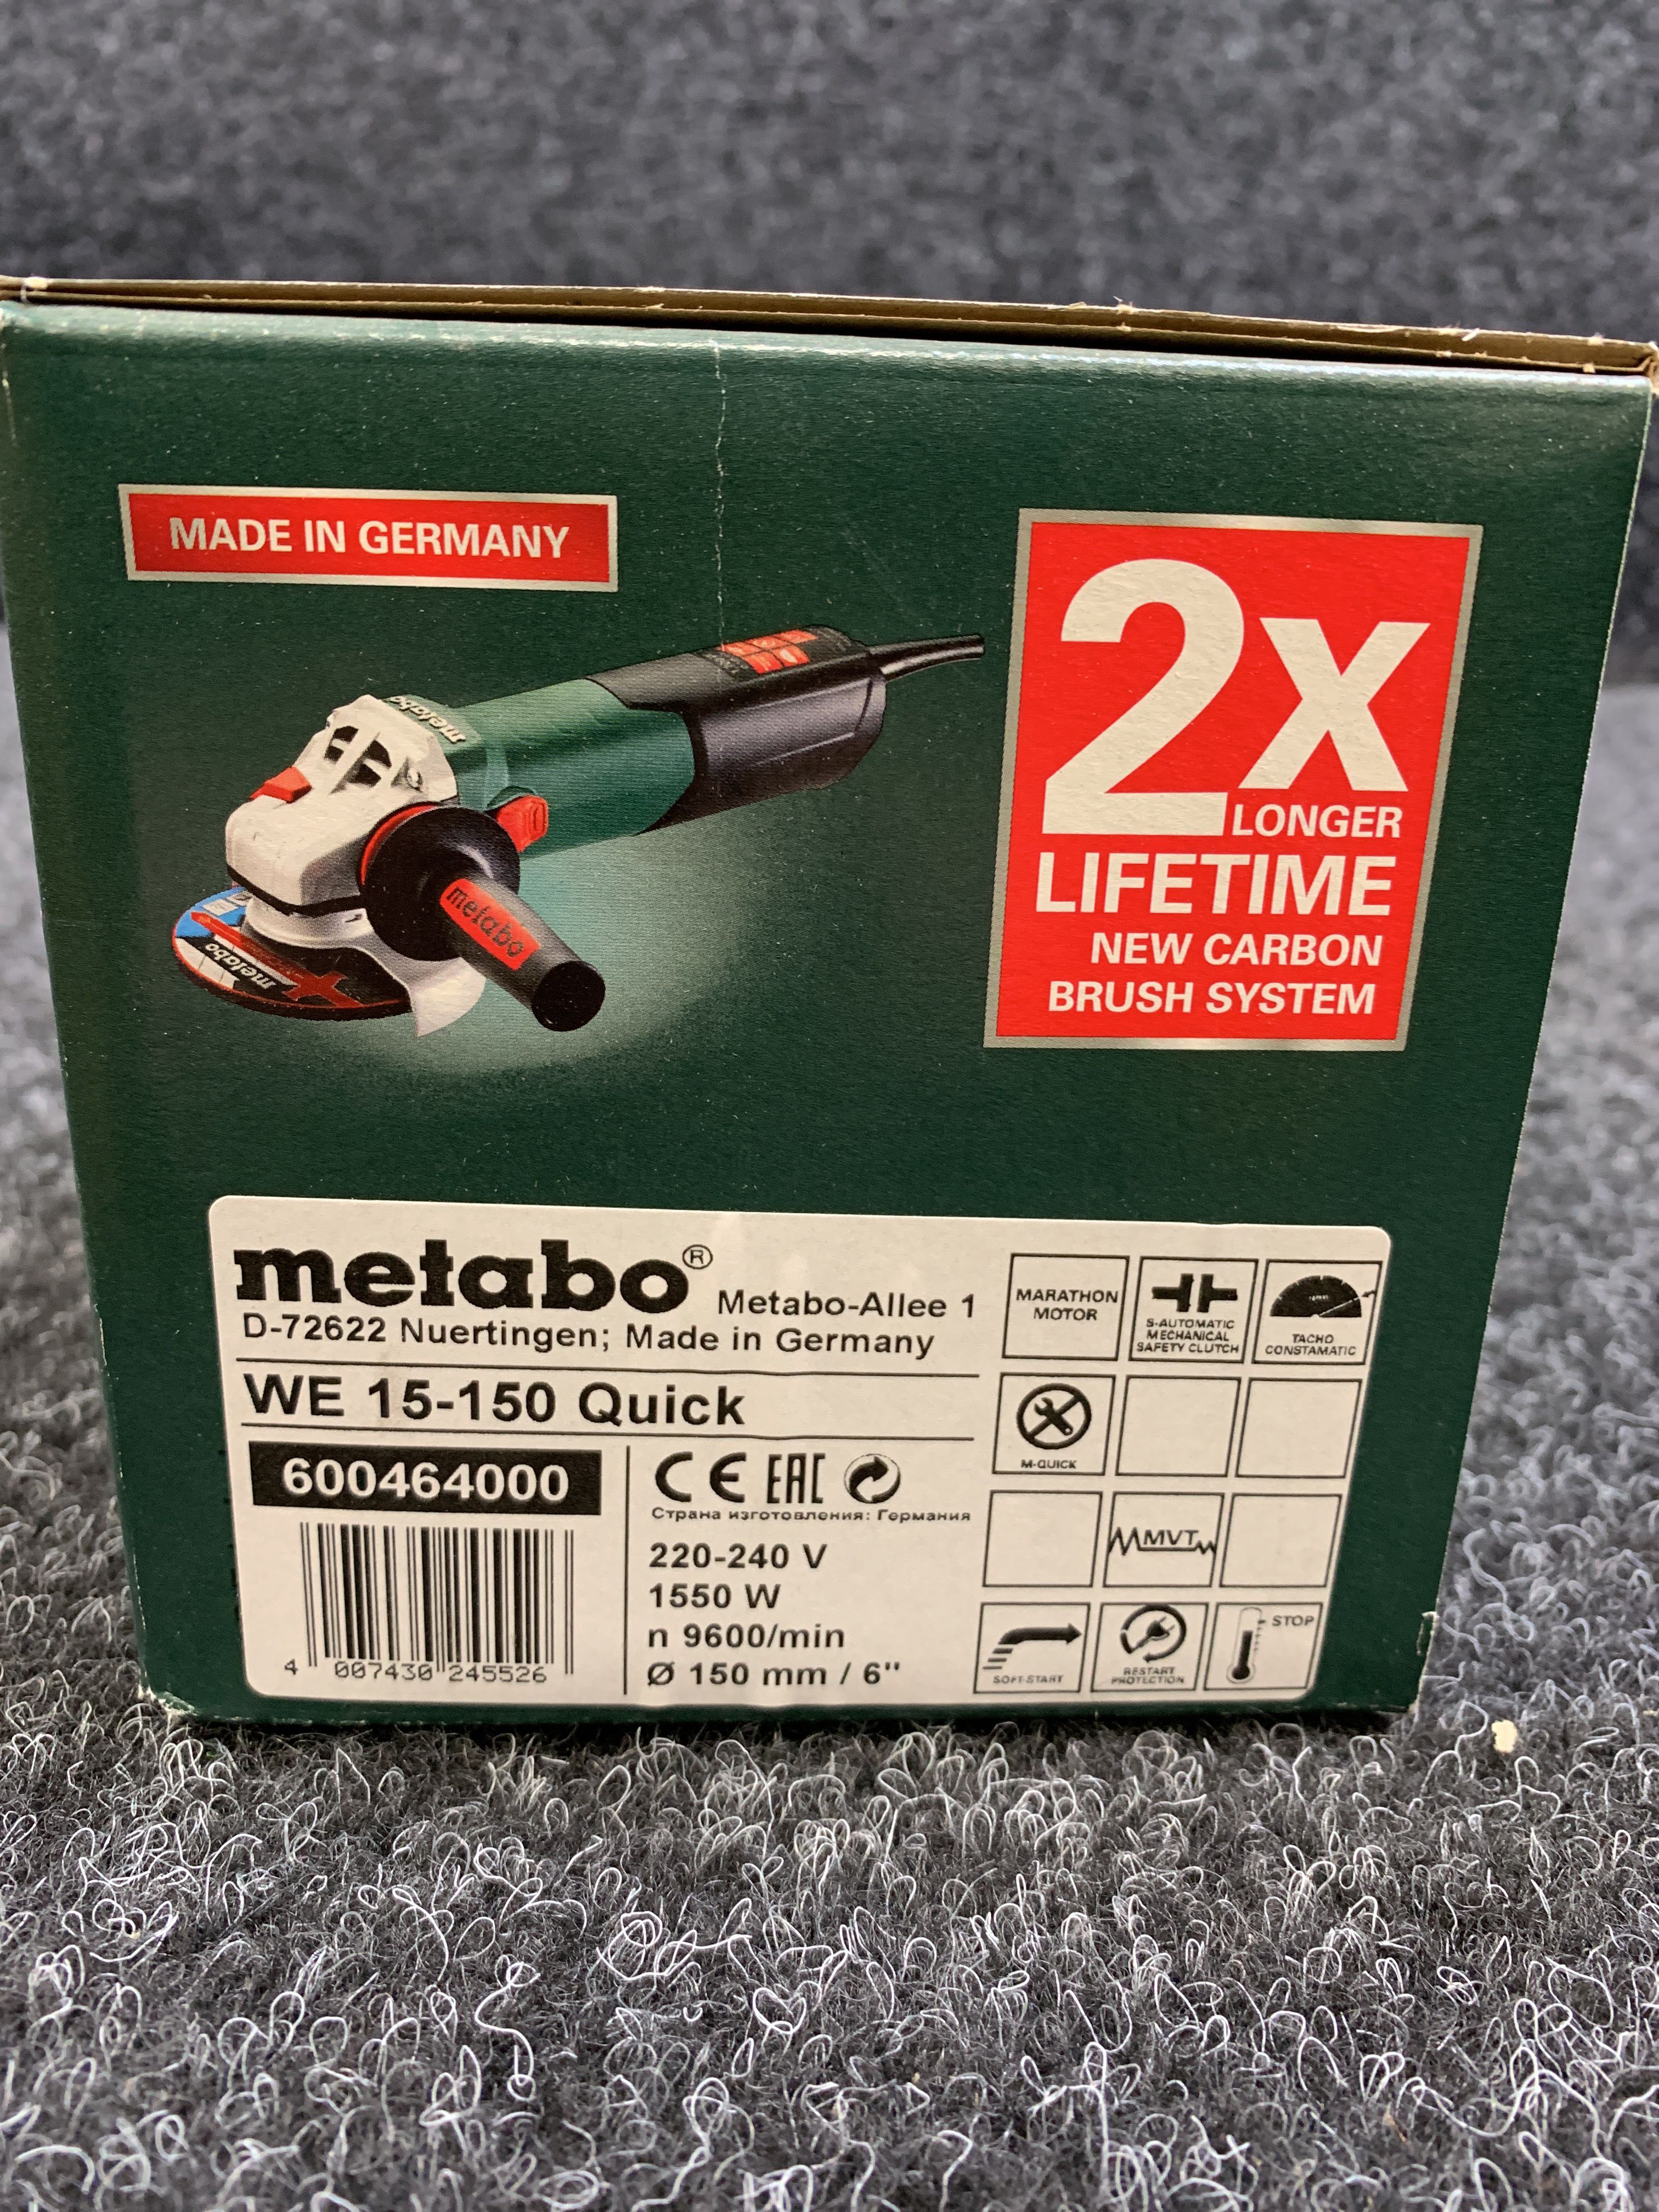 MADE IN GERMANY
2x
LONGER
LIFETIME
NEW CARBON
BRUSH SYSTEM
metabo
metabo
metabo
metabo® Metabo-Allee 1
D-72622 Nuertingen; Made in Germany
WE 15-150 Quick
600464000
4 007430 245526
CE EAC
Страна изготовления: Германия
220-240 V
1550 W
n 9600/min
Ø 150 mm / 6"
MARATHON
MOTOR
S-AUTOMATIC
MECHANICAL
SAFETY CLUTCH
TACHO
CONSTAMATIC
M-QUICK
MVT
SOFT-START
RESTART
PROTECTION
STOP